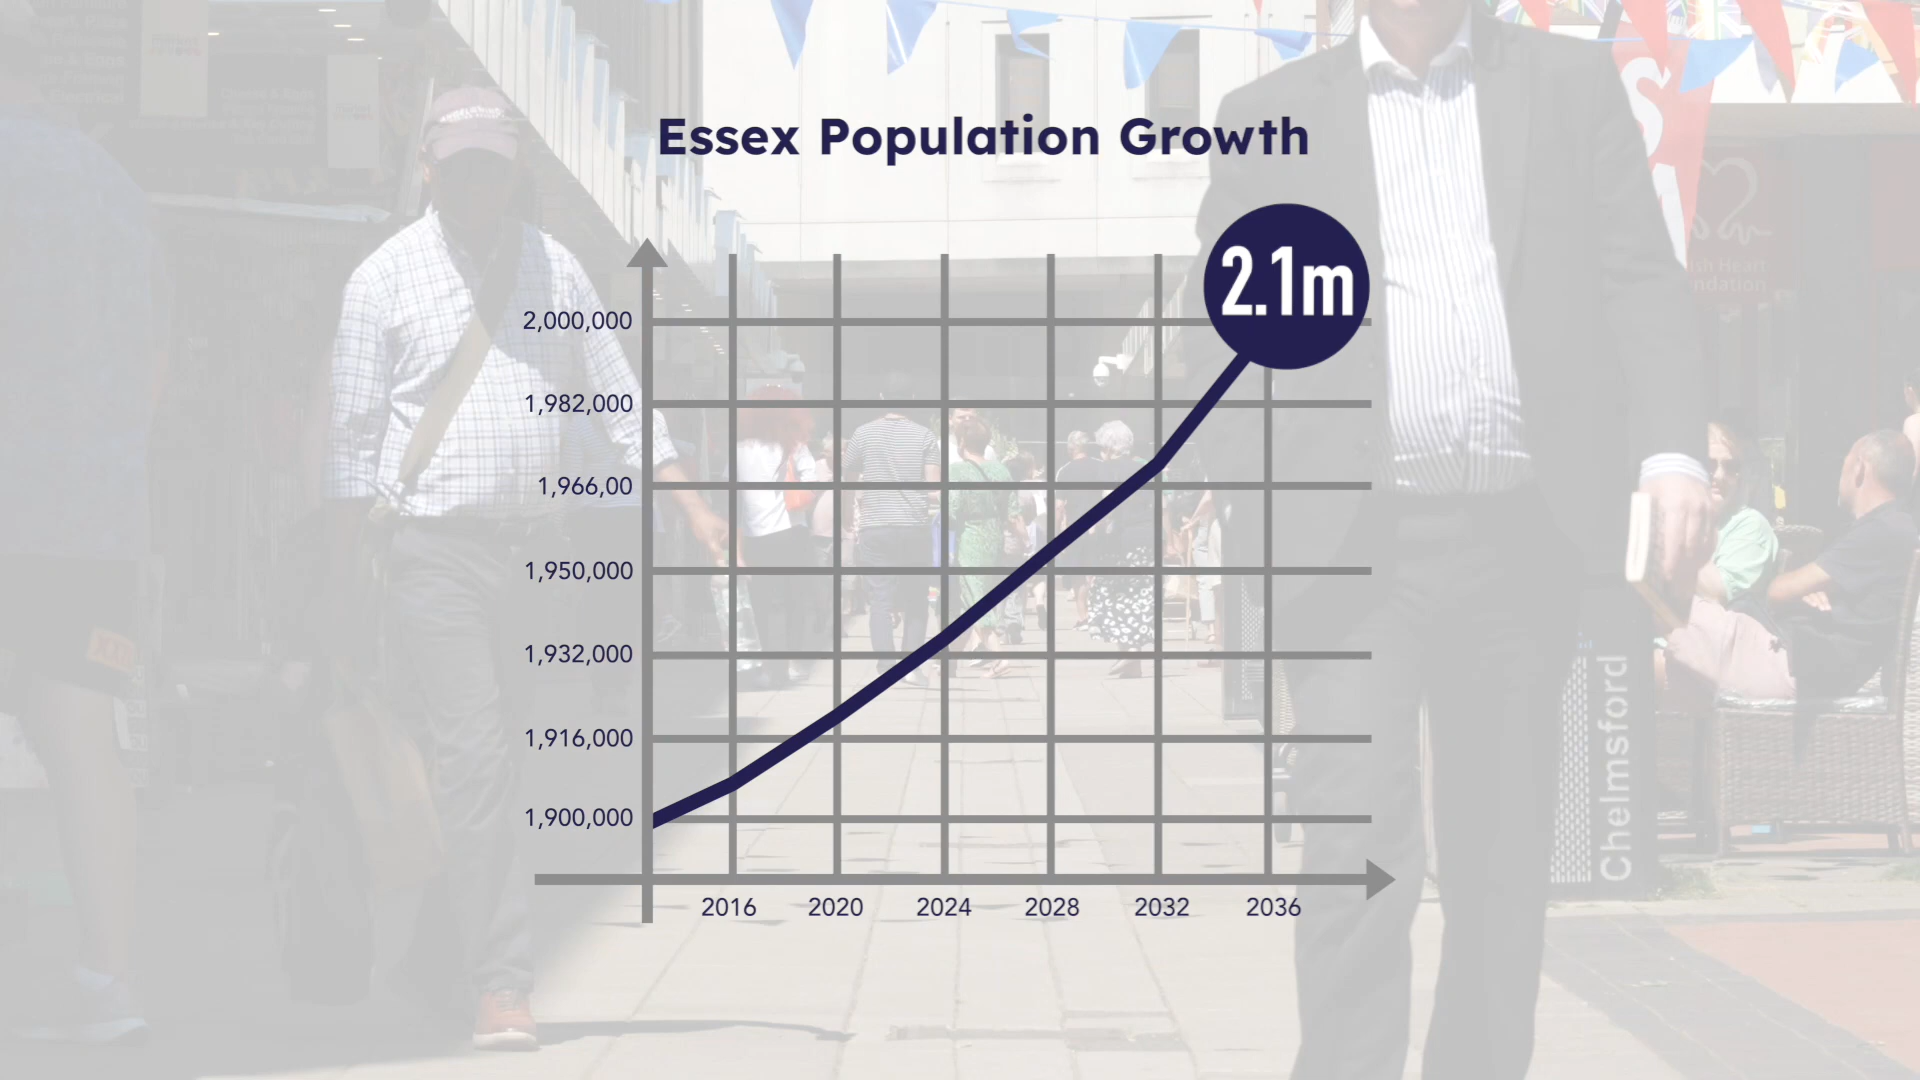 Essex Population Growth
2.1m
2,000,000
1,982,000
1,966,00
1,950,000
1,932,000
1,916,000
1,900,000
2016 2020 2024 2028 2032 2036
Chelmsford